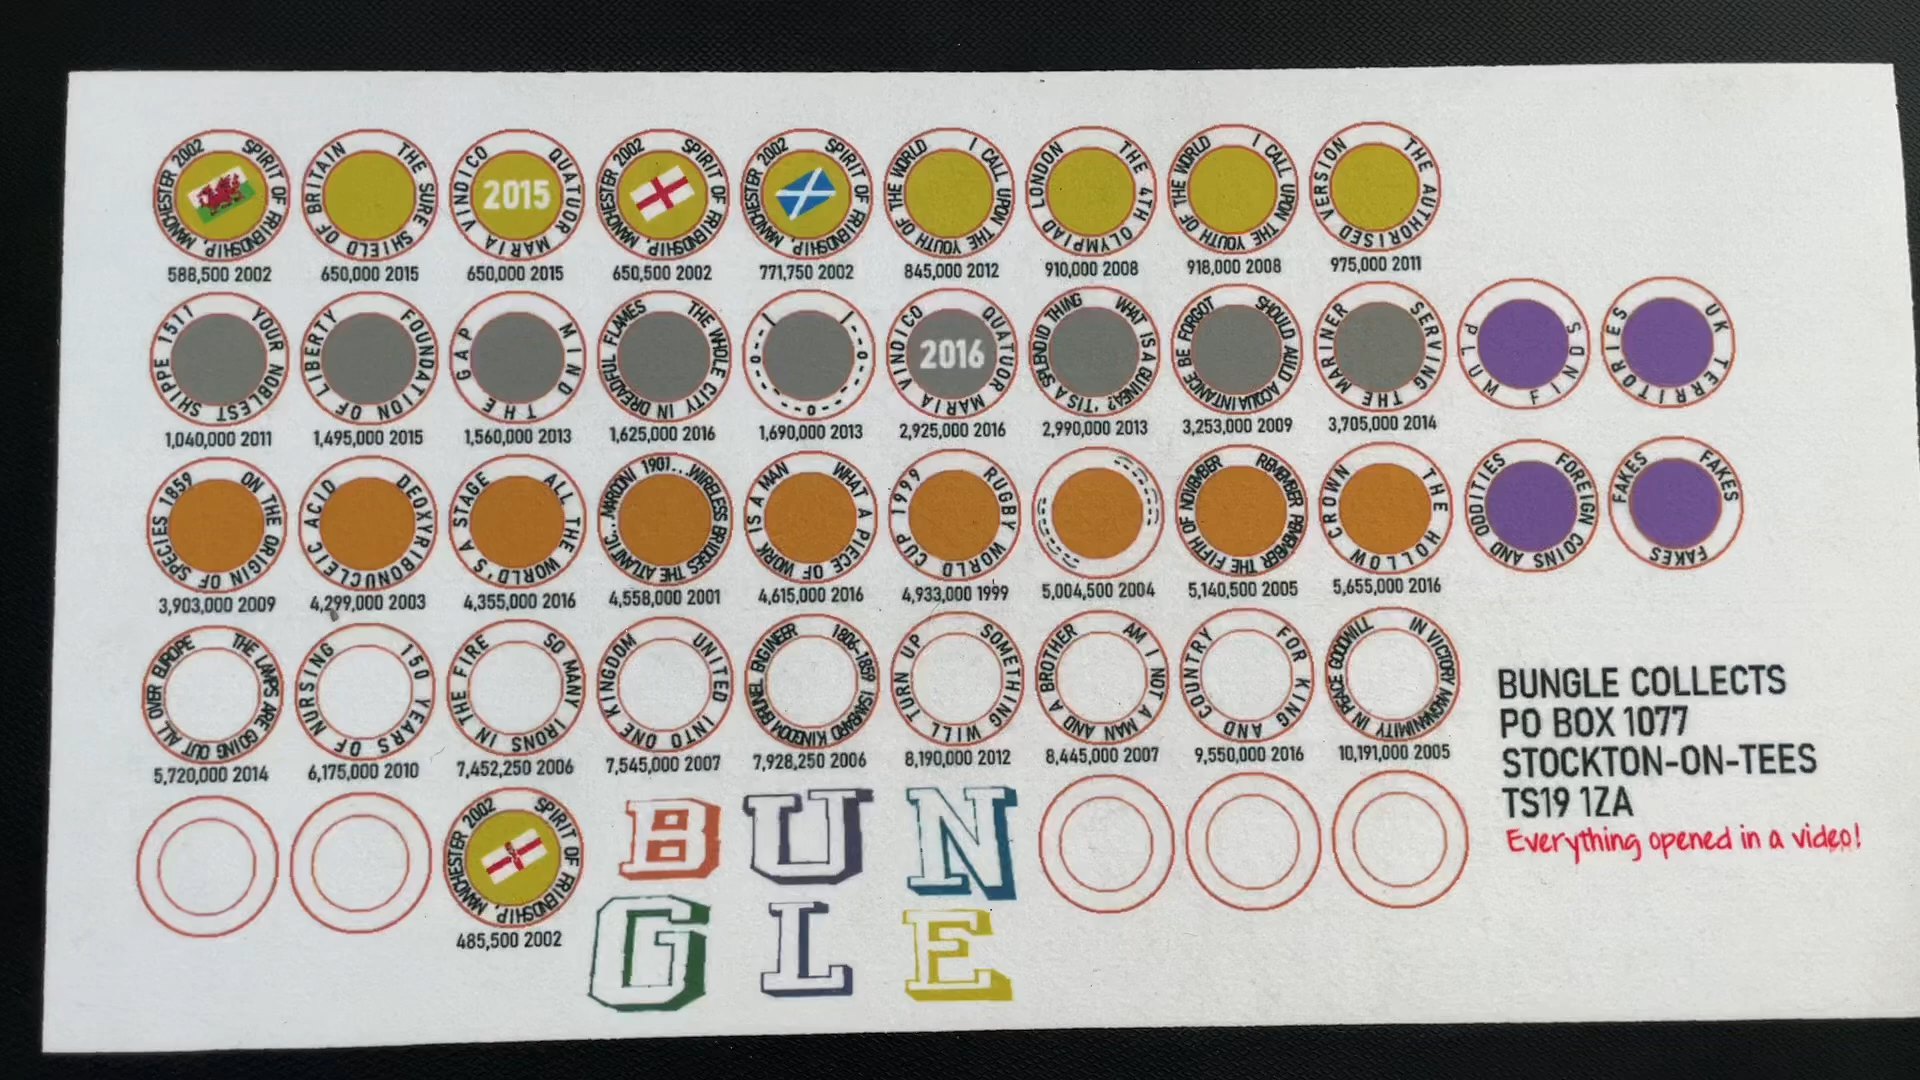 SPIRIT OF FRIENDSHIP, MANCHESTER 2002
588,500 2002
THE SURE SHIELD OF BRITAIN
650,000 2015
QUATUOR MARIA VINDICO
2015
650,000 2015
SPIRIT OF FRIENDSHIP, MANCHESTER 2002
650,500 2002
SPIRIT OF FRIENDSHIP, MANCHESTER 2002
771,750 2002
I CALL UPON THE YOUTH OF THE WORLD
845,000 2012
THE 4TH OLYMPIAD LONDON
910,000 2008
I CALL UPON THE YOUTH OF THE WORLD
918,000 2008
THE AUTHORISED VERSION
975,000 2011
YOUR NOBLEST SHIPPE 1511
1,040,000 2011
FOUNDATION OF LIBERTY
1,495,000 2015
MIND THE GAP
1,560,000 2013
THE WHOLE CITY IN DREADFUL FLAMES
1,625,000 2016
1,690,000 2013
QUATUOR MARIA VINDICO
2016
2,925,000 2016
WHAT IS A GUINEA? 'TIS A SPLENDID THING
2,990,000 2013
SHOULD AULD ACQUAINTANCE BE FORGOT
3,253,000 2009
SERVING THE MARINER
3,705,000 2014
SONS FINS PLUM
UK TERRITORIES
ON THE ORIGIN OF SPECIES 1859
3,903,000 2009
DEOXYRIBONUCLEIC ACID
4,299,000 2003
ALL THE WORLD'S A STAGE
4,355,000 2016
WIRELESS BRIDGES THE ATLANTIC... MARCONI 1901...
4,558,000 2001
WHAT A PIECE OF WORK IS A MAN
4,615,000 2016
RUGBY WORLD CUP 1999
4,933,000 1999
5,004,500 2004
REMEMBER REMEMBER THE FIFTH OF NOVEMBER
5,140,500 2005
THE HOLLOW CROWN
5,655,000 2016
FOREIGN COINS AND ODDITIES
FAKES FAKES FAKES
THE LAMPS ARE GOING OUT ALL OVER EUROPE
5,720,000 2014
150 YEARS OF NURSING
6,175,000 2010
SO MANY IRONS IN THE FIRE
7,452,250 2006
UNITED INTO ONE KINGDOM
7,545,000 2007
1806-1859 ISAMBARD KINGDOM BRUNEL ENGINEER
7,928,250 2006
SOMETHING WILL TURN UP
8,190,000 2012
AM I NOT A MAN AND A BROTHER
8,445,000 2007
FOR KING AND COUNTRY
9,550,000 2016
IN VICTORY MAGNANIMITY IN PEACE GOODWILL
10,191,000 2005
BUNGLE COLLECTS
PO BOX 1077
STOCKTON-ON-TEES
TS19 1ZA
Everything opened in a video!
SPIRIT OF FRIENDSHIP, MANCHESTER 2002
485,500 2002
BUN
GLE